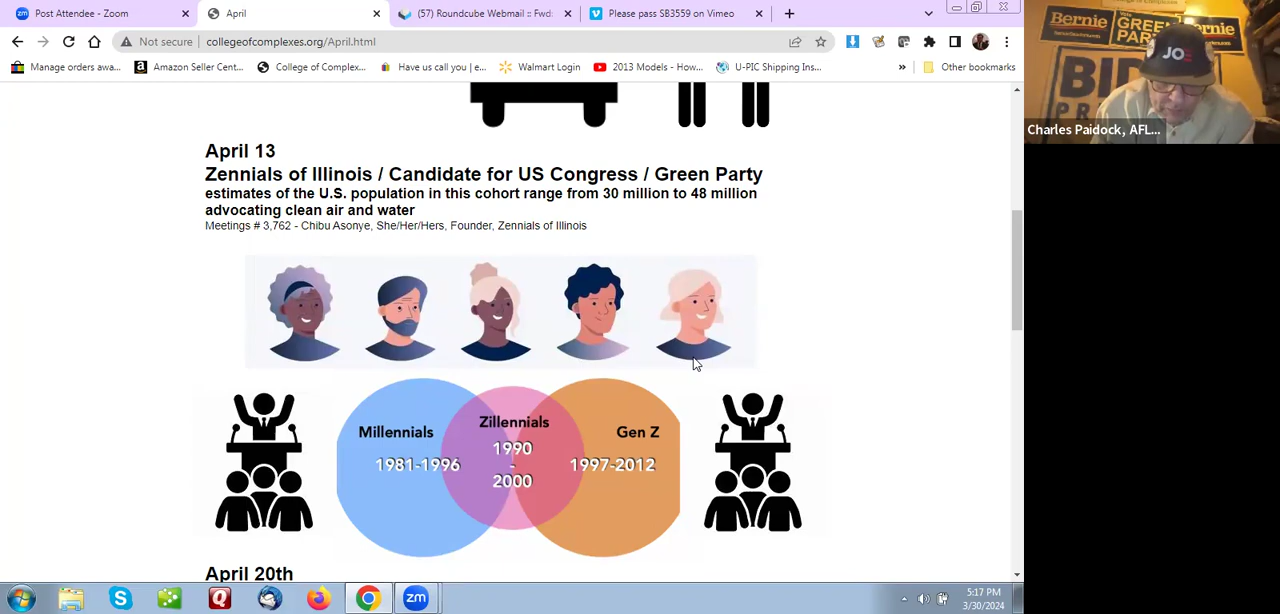 Post Attendee - Zoom
April
(57) Roundcube Webmail :: Fwd:
Please pass SB3559 on Vimeo
Not secure
collegeofcomplexes.org/April.html
Manage orders awa...
Amazon Seller Cent...
College of Complex...
Have us call you | e...
Walmart Login
2013 Models - How...
U-PIC Shipping Ins...
»
Other bookmarks
Bernie
Vote
GREEN
PARTY
Bernie
JOE
Charles Paidock, AFL...
April 13
Zennials of Illinois / Candidate for US Congress / Green Party
estimates of the U.S. population in this cohort range from 30 million to 48 million
advocating clean air and water
Meetings # 3,762 - Chibu Asonye, She/Her/Hers, Founder, Zennials of Illinois
Millennials
1981-1996
Zillennials
1990
-
2000
Gen Z
1997-2012
April 20th
zm
5:17 PM
3/30/2024